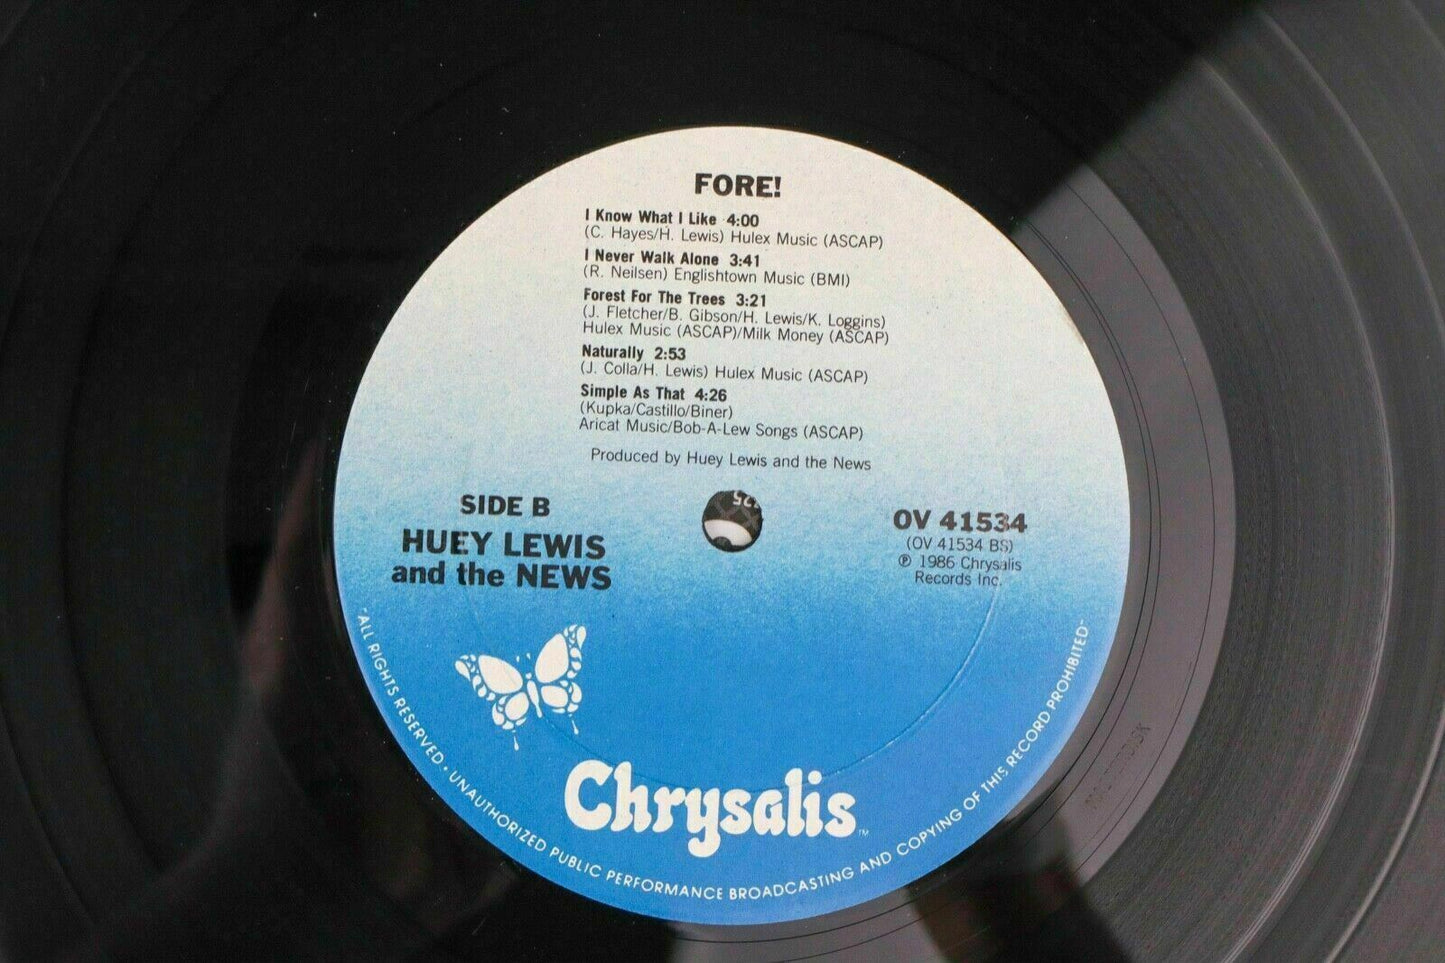 FORE!
I Know What I Like 4:00
(C. Hayes/H. Lewis) Hulex Music (ASCAP)
I Never Walk Alone 3:41
(R. Neilsen) Englishtown Music (BMI)
Forest For The Trees 3:21
(J. Fletcher/B. Gibson/H. Lewis/K. Loggins)
Hulex Music (ASCAP)/Milk Money (ASCAP)
Naturally 2:53
(J. Colla/H. Lewis) Hulex Music (ASCAP)
Simple As That 4:26
(Kupka/Castillo/Biner)
Aricat Music/Bob-A-Lew Songs (ASCAP)
Produced by Huey Lewis and the News
SIDE B
HUEY LEWIS
and the NEWS
OV 41534
(OV 41534 BS)
℗ 1986 Chrysalis
Records Inc.
Chrysalis™
-ALL RIGHTS RESERVED · UNAUTHORIZED PUBLIC PERFORMANCE BROADCASTING AND COPYING OF THIS RECORD PROHIBITED-